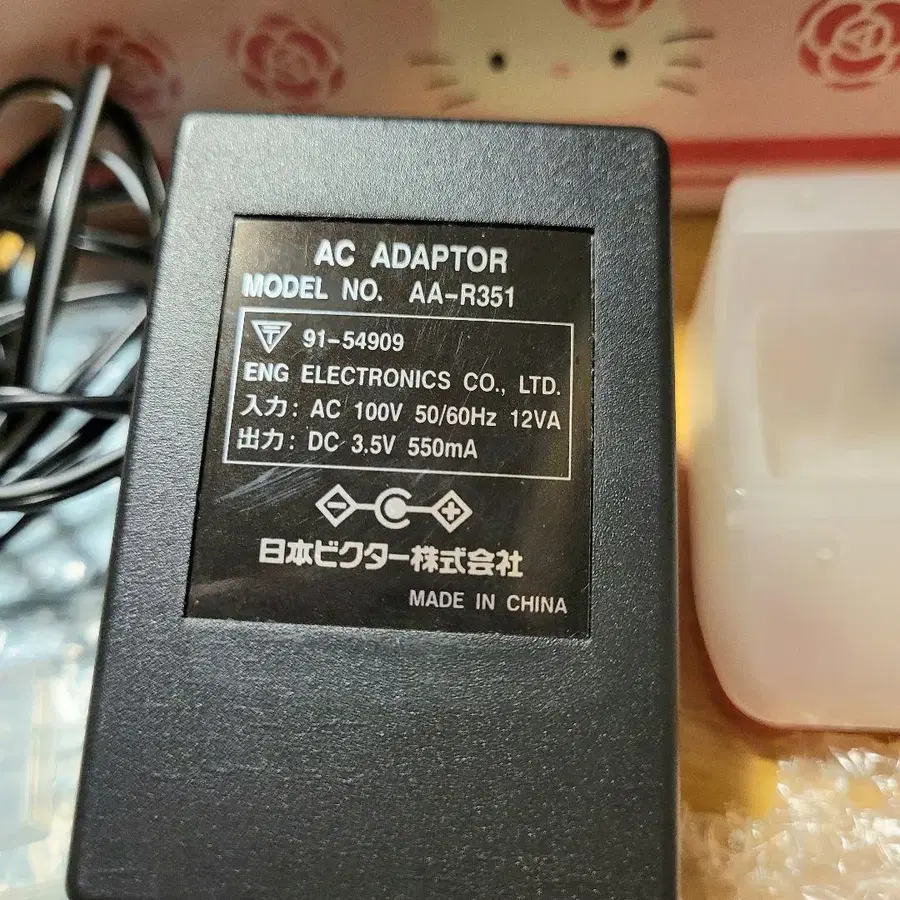 AC ADAPTOR
MODEL NO. AA-R351
91-54909
ENG ELECTRONICS CO., LTD.
入力: AC 100V 50/60Hz 12VA
出力: DC 3.5V 550mA
日本ビクター株式会社
MADE IN CHINA